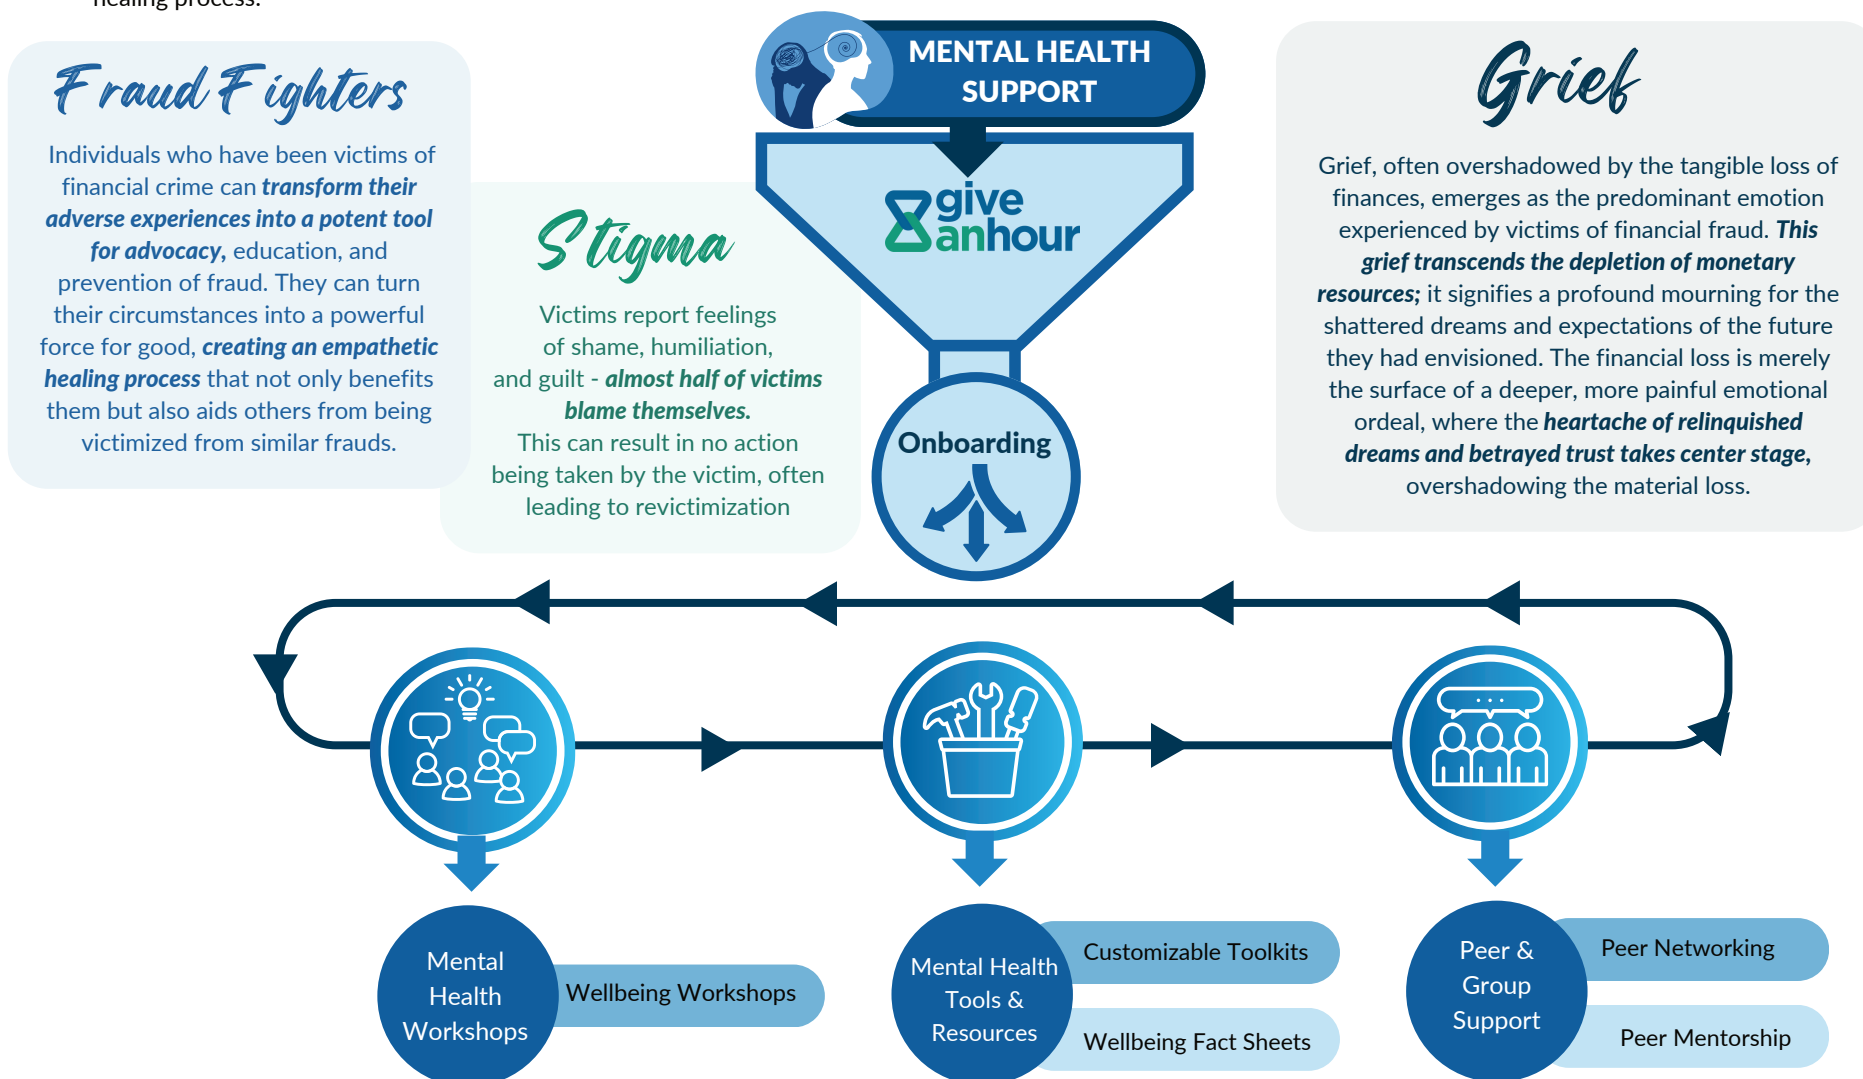 healing process.
Fraud Fighters
Individuals who have been victims of
financial crime can transform their
adverse experiences into a potent tool
for advocacy, education, and
prevention of fraud. They can turn
their circumstances into a powerful
force for good, creating an empathetic
healing process that not only benefits
them but also aids others from being
victimized from similar frauds.
Stigma
Victims report feelings
of shame, humiliation,
and guilt - almost half of victims
blame themselves.
This can result in no action
being taken by the victim, often
leading to revictimization
MENTAL HEALTH
SUPPORT
give
anhour
Onboarding
Grief
Grief, often overshadowed by the tangible loss of
finances, emerges as the predominant emotion
experienced by victims of financial fraud. This
grief transcends the depletion of monetary
resources; it signifies a profound mourning for the
shattered dreams and expectations of the future
they had envisioned. The financial loss is merely
the surface of a deeper, more painful emotional
ordeal, where the heartache of relinquished
dreams and betrayed trust takes center stage,
overshadowing the material loss.
Mental
Health
Workshops
Wellbeing Workshops
Mental Health
Tools &
Resources
Customizable Toolkits
Wellbeing Fact Sheets
Peer &
Group
Support
Peer Networking
Peer Mentorship